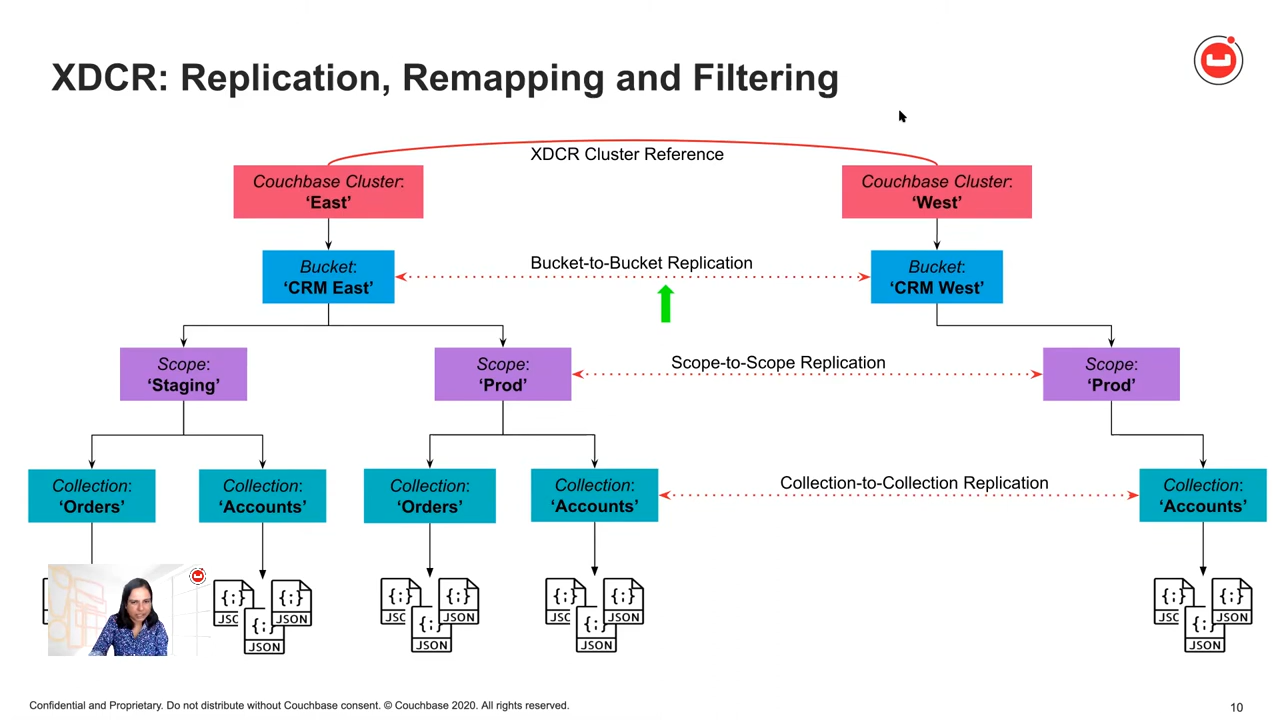 XDCR: Replication, Remapping and Filtering
XDCR Cluster Reference
Couchbase Cluster:
‘East’
Couchbase Cluster:
‘West’
Bucket:
‘CRM East’
Bucket-to-Bucket Replication
Bucket:
‘CRM West’
Scope:
‘Staging’
Scope:
‘Prod’
Scope-to-Scope Replication
Scope:
‘Prod’
Collection:
‘Orders’
Collection:
‘Accounts’
Collection:
‘Orders’
Collection:
‘Accounts’
Collection-to-Collection Replication
Collection:
‘Accounts’
{;}
{;}
{;}
{;}
{;}
{;}
{;}
{;}
JSON
JSON
JSON
JSON
JSON
{;}
{;}
{;}
{;}
JSON
JSON
JSON
JSON
Confidential and Proprietary. Do not distribute without Couchbase consent. © Couchbase 2020. All rights reserved.
10